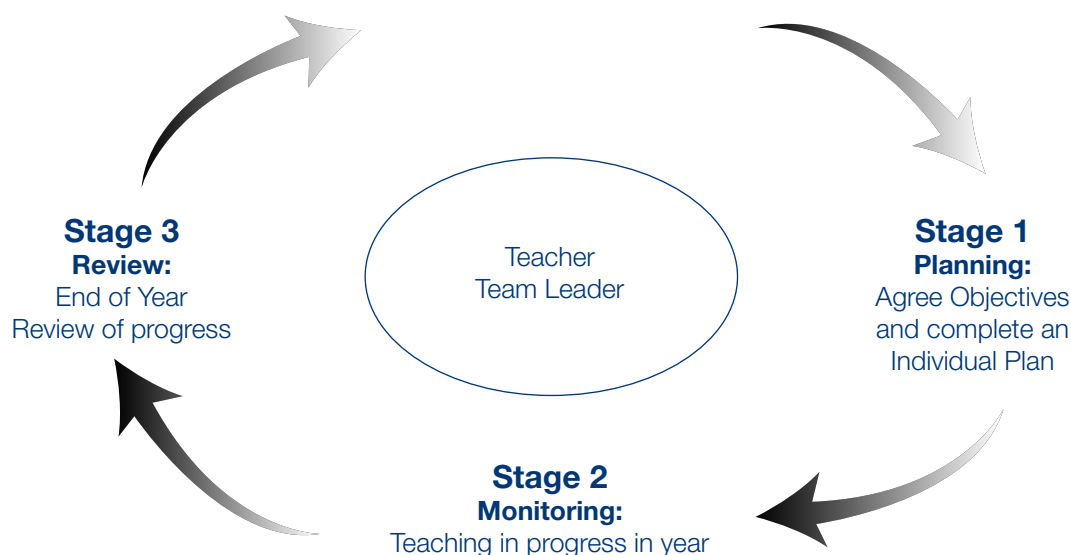 Stage 3
Review:
End of Year
Review of progress
Teacher
Team Leader
Stage 1
Planning:
Agree Objectives
and complete an
Individual Plan
Stage 2
Monitoring:
Teaching in progress in year